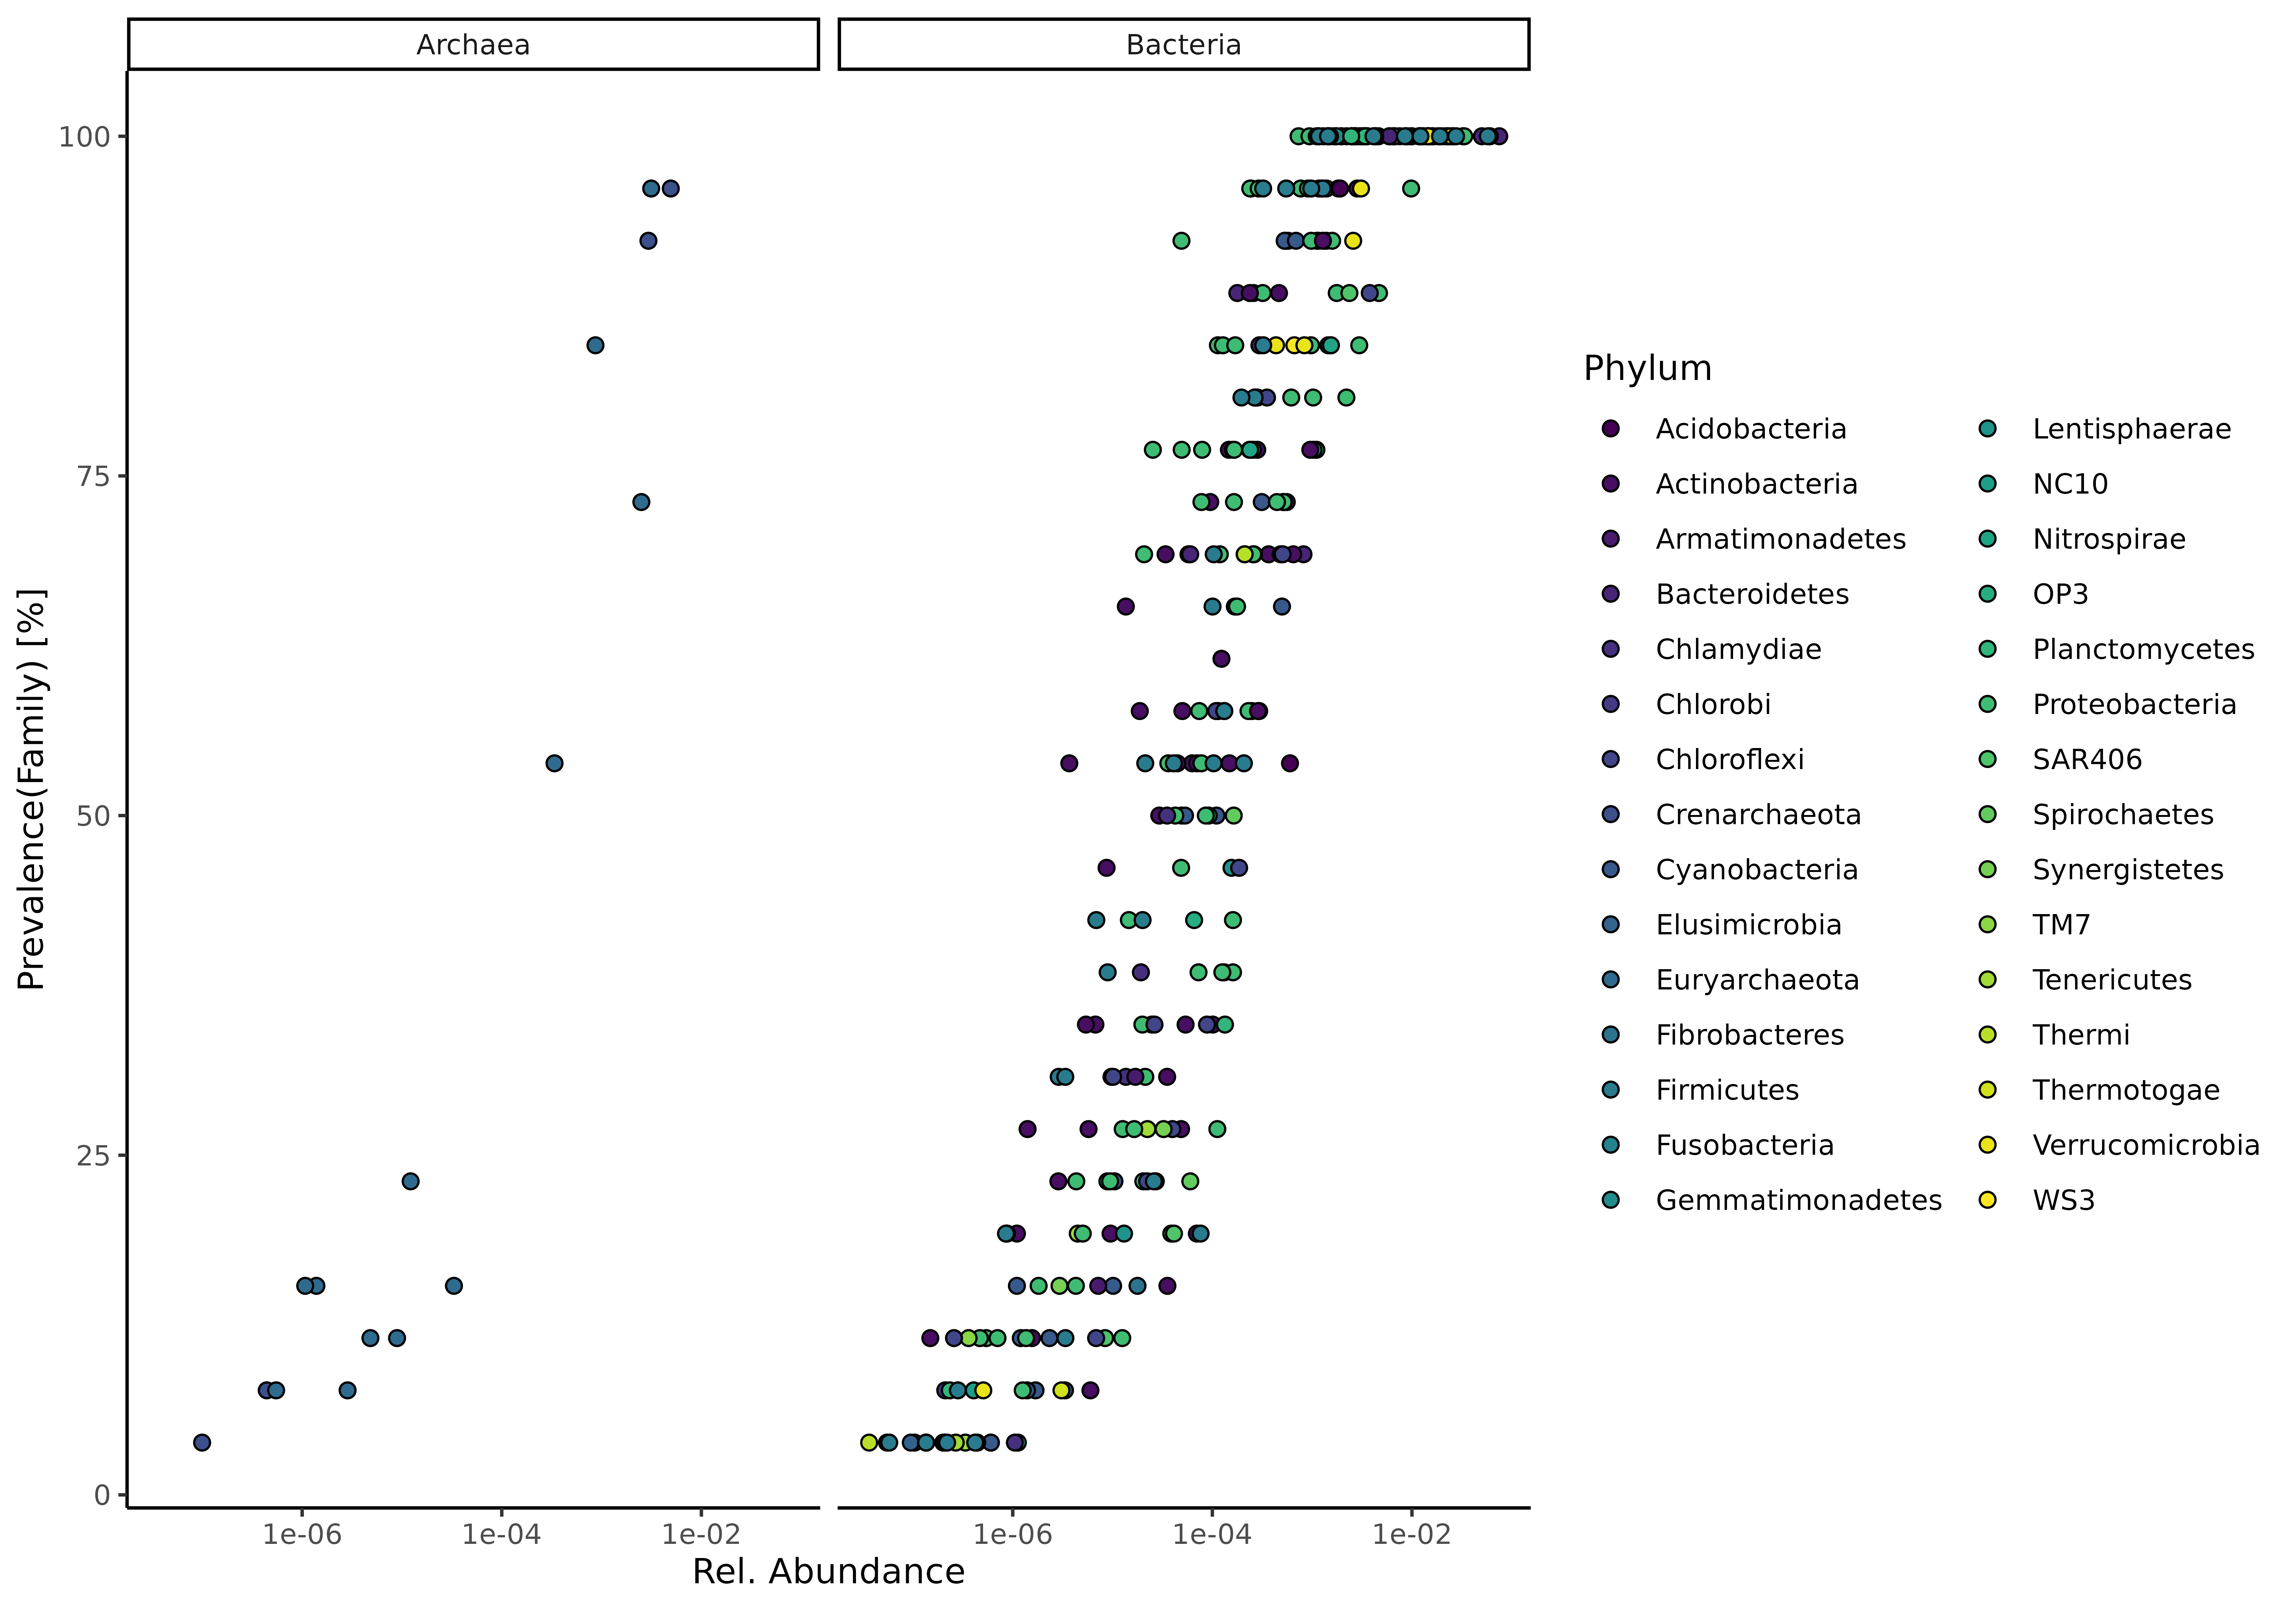 Archaea
Bacteria
100
75
50
25
0
Prevalence(Family) [%]
1e-06
1e-04
1e-02
1e-06
1e-04
1e-02
Rel. Abundance
Phylum
Acidobacteria
Actinobacteria
Armatimonadetes
Bacteroidetes
Chlamydiae
Chlorobi
Chloroflexi
Crenarchaeota
Cyanobacteria
Elusimicrobia
Euryarchaeota
Fibrobacteres
Firmicutes
Fusobacteria
Gemmatimonadetes
Lentisphaerae
NC10
Nitrospirae
OP3
Planctomycetes
Proteobacteria
SAR406
Spirochaetes
Synergistetes
TM7
Tenericutes
Thermi
Thermotogae
Verrucomicrobia
WS3